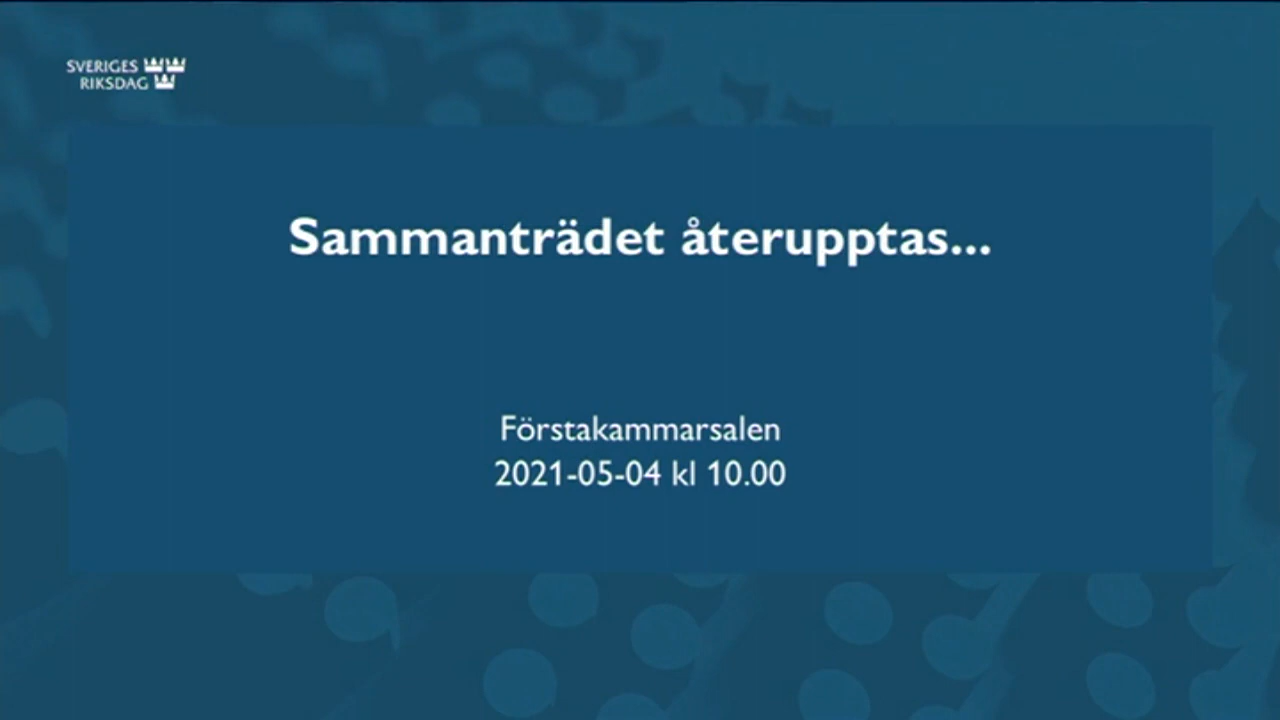 SVERIGES
RIKSDAG
Sammanträdet återupptas...
Förstakammarsalen
2021-05-04 kl 10.00